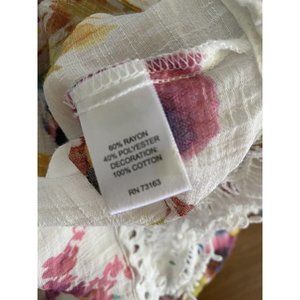 60% RAYON
40% POLYESTER
DECORATION:
100% COTTON
RN 73163